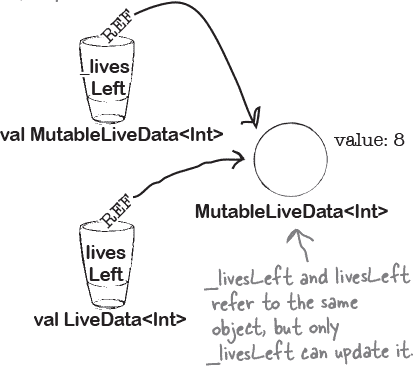 REF
_lives
Left
val MutableLiveData<Int>
value: 8
MutableLiveData<Int>
REF
lives
Left
val LiveData<Int>
_livesLeft and livesLeft
refer to the same
object, but only
_livesLeft can update it.